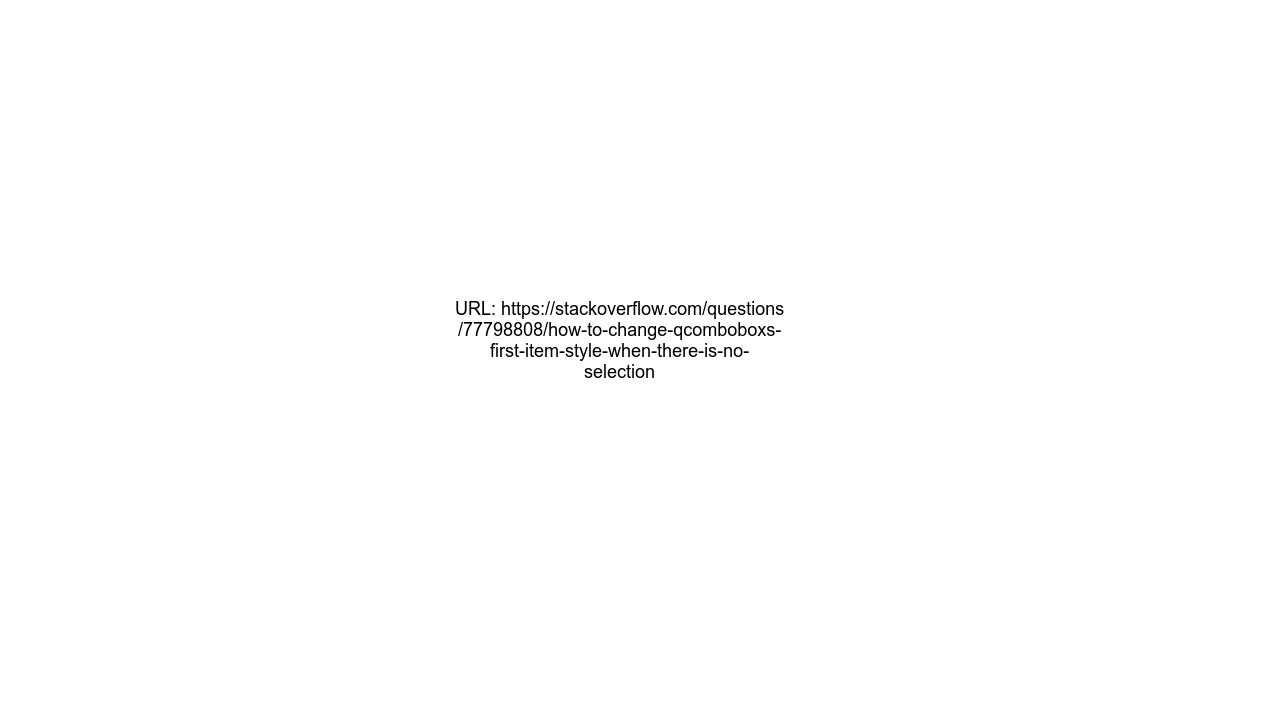 URL: https://stackoverflow.com/questions
/77798808/how-to-change-qcomboboxs-
first-item-style-when-there-is-no-
selection